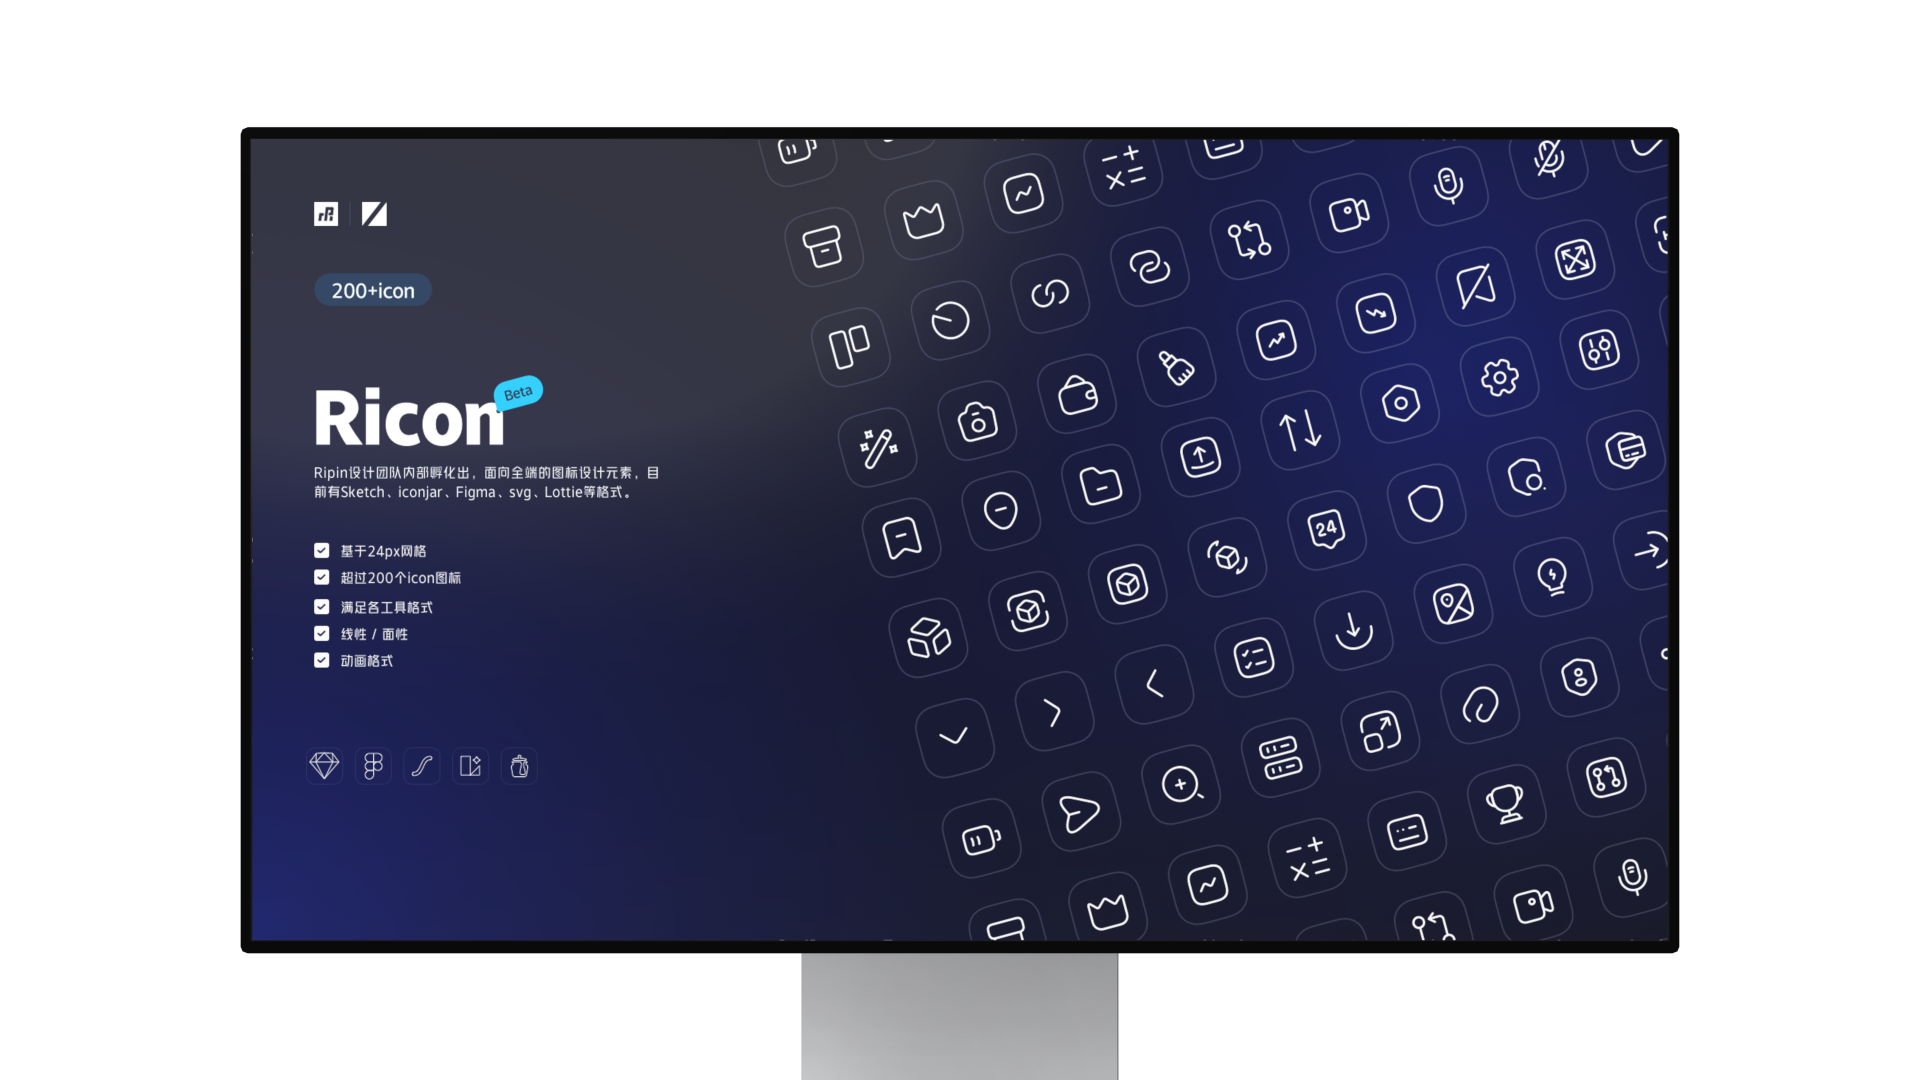 200+icon
Ricon
Beta
Ripin设计团队内部孵化出，面向全端的图标设计元素，目
前有Sketch、iconjar、Figma、svg、Lottie等格式。
基于24px网格
超过200个icon图标
满足各工具格式
线性 / 面性
动画格式
24